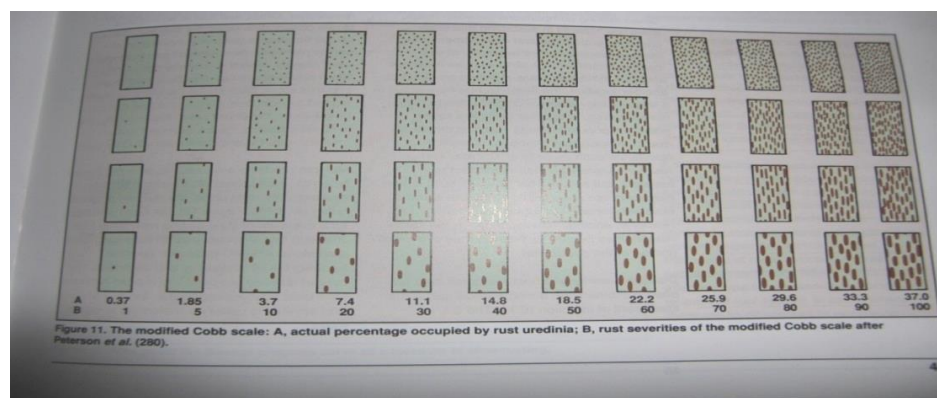 A 0.37 1.85 3.7 7.4 11.1 14.8 18.5 22.2 25.9 29.6 33.3 37.0
B 1 5 10 20 30 40 50 60 70 80 90 100
Figure 11. The modified Cobb scale: A, actual percentage occupied by rust uredinia; B, rust severities of the modified Cobb scale after
Peterson et al. (280).
4